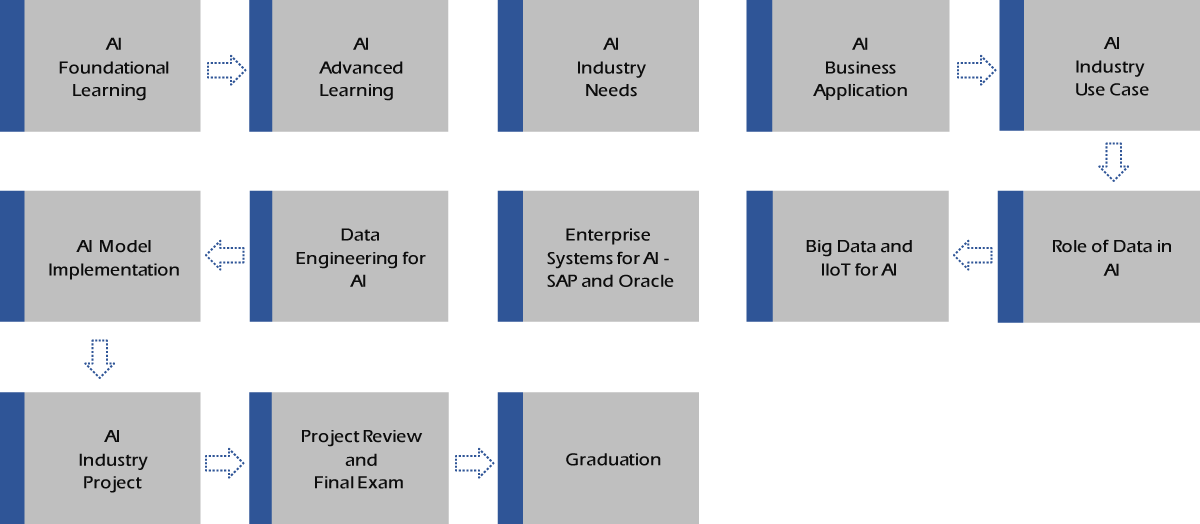 AI
Foundational
Learning
AI
Advanced
Learning
AI
Industry
Needs
AI
Business
Application
AI
Industry
Use Case
AI Model
Implementation
Data
Engineering for
AI
Enterprise
Systems for AI -
SAP and Oracle
Big Data and
IIoT for AI
Role of Data in
AI
AI
Industry
Project
Project Review
and
Final Exam
Graduation